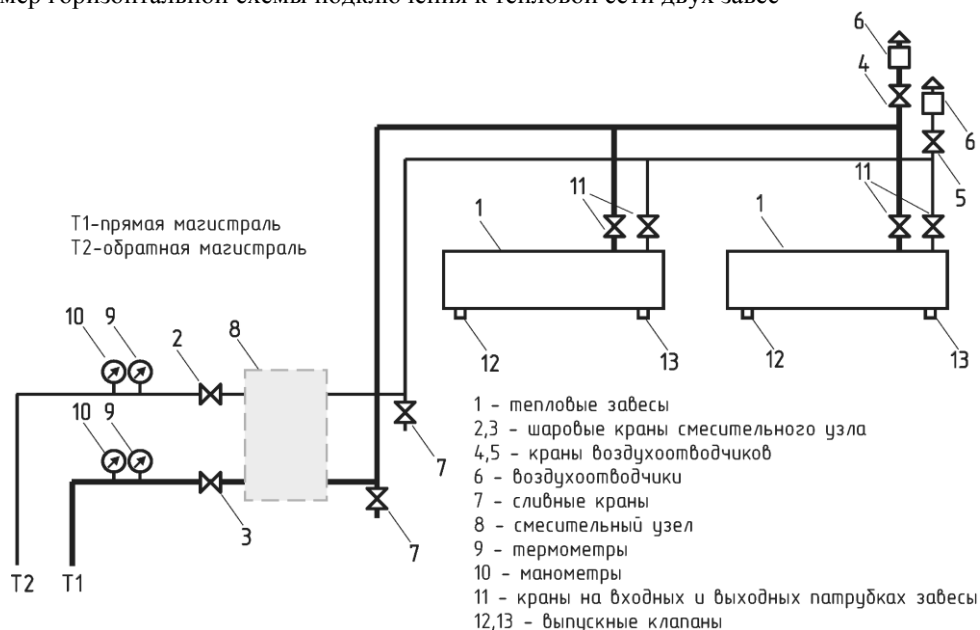 мер горизонтальной схемы подключения к тепловой сети двух завес
6
4
6
5
11
11
1
1
Т1-прямая магистраль
Т2-обратная магистраль
12
13
12
13
10
9
2
8
10
9
7
3
7
Т2
Т1
1 - тепловые завесы
2,3 - шаровые краны смесительного узла
4,5 - краны воздухоотводчиков
6 - воздухоотводчики
7 - сливные краны
8 - смесительный узел
9 - термометры
10 - манометры
11 - краны на входных и выходных патрубках завесы
12,13 - выпускные клапаны